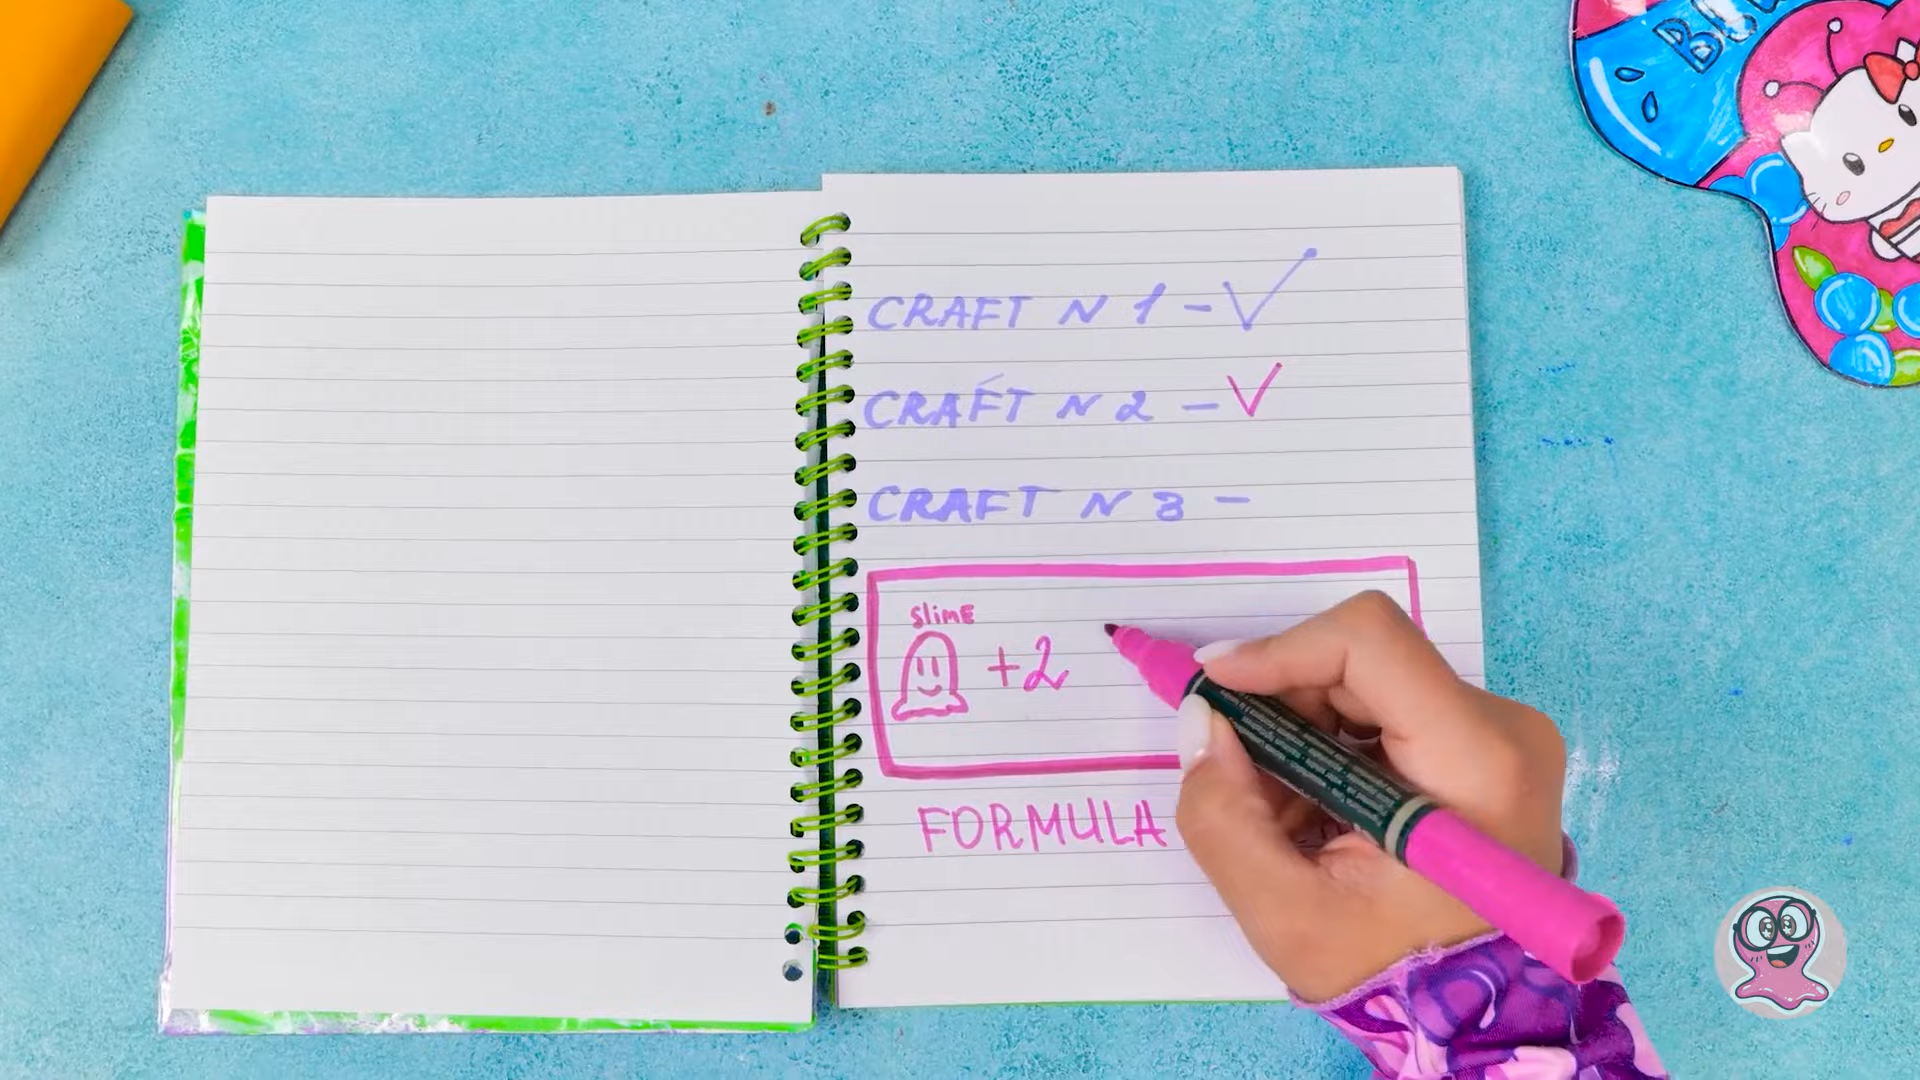 CRAFT N 1 - ✓
CRAFT N 2 - ✓
CRAFT N 3 -
slime
+2
FORMULA